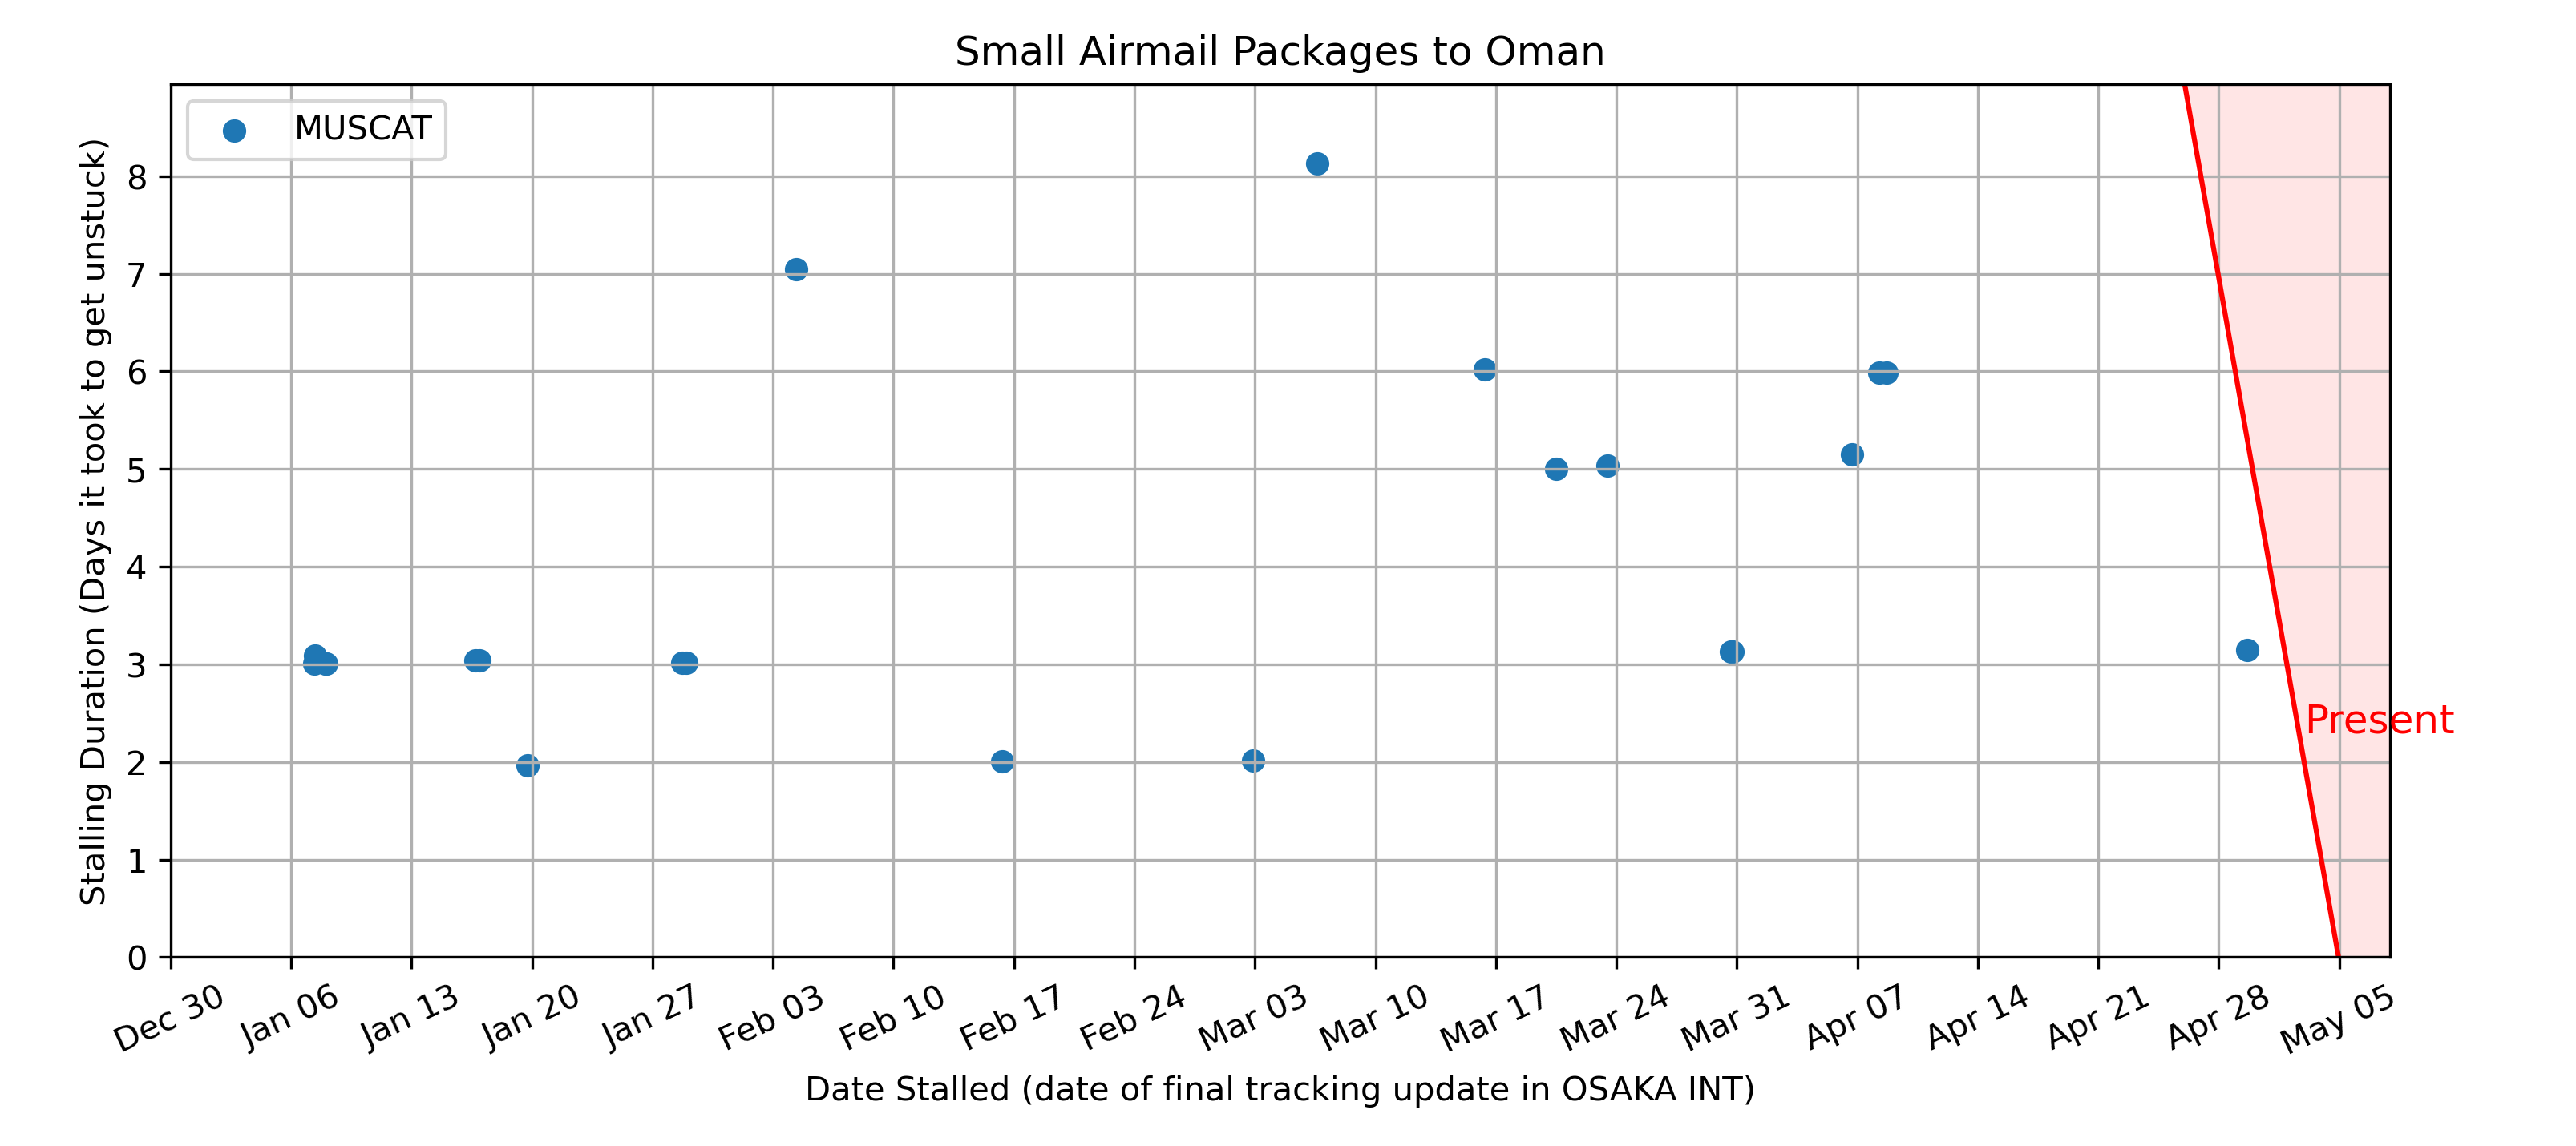 Small Airmail Packages to Oman
MUSCAT
Stalling Duration (Days it took to get unstuck)
8
7
6
5
4
3
2
1
0
Present
Dec 30
Jan 06
Jan 13
Jan 20
Jan 27
Feb 03
Feb 10
Feb 17
Feb 24
Mar 03
Mar 10
Mar 17
Mar 24
Mar 31
Apr 07
Apr 14
Apr 21
Apr 28
May 05
Date Stalled (date of final tracking update in OSAKA INT)